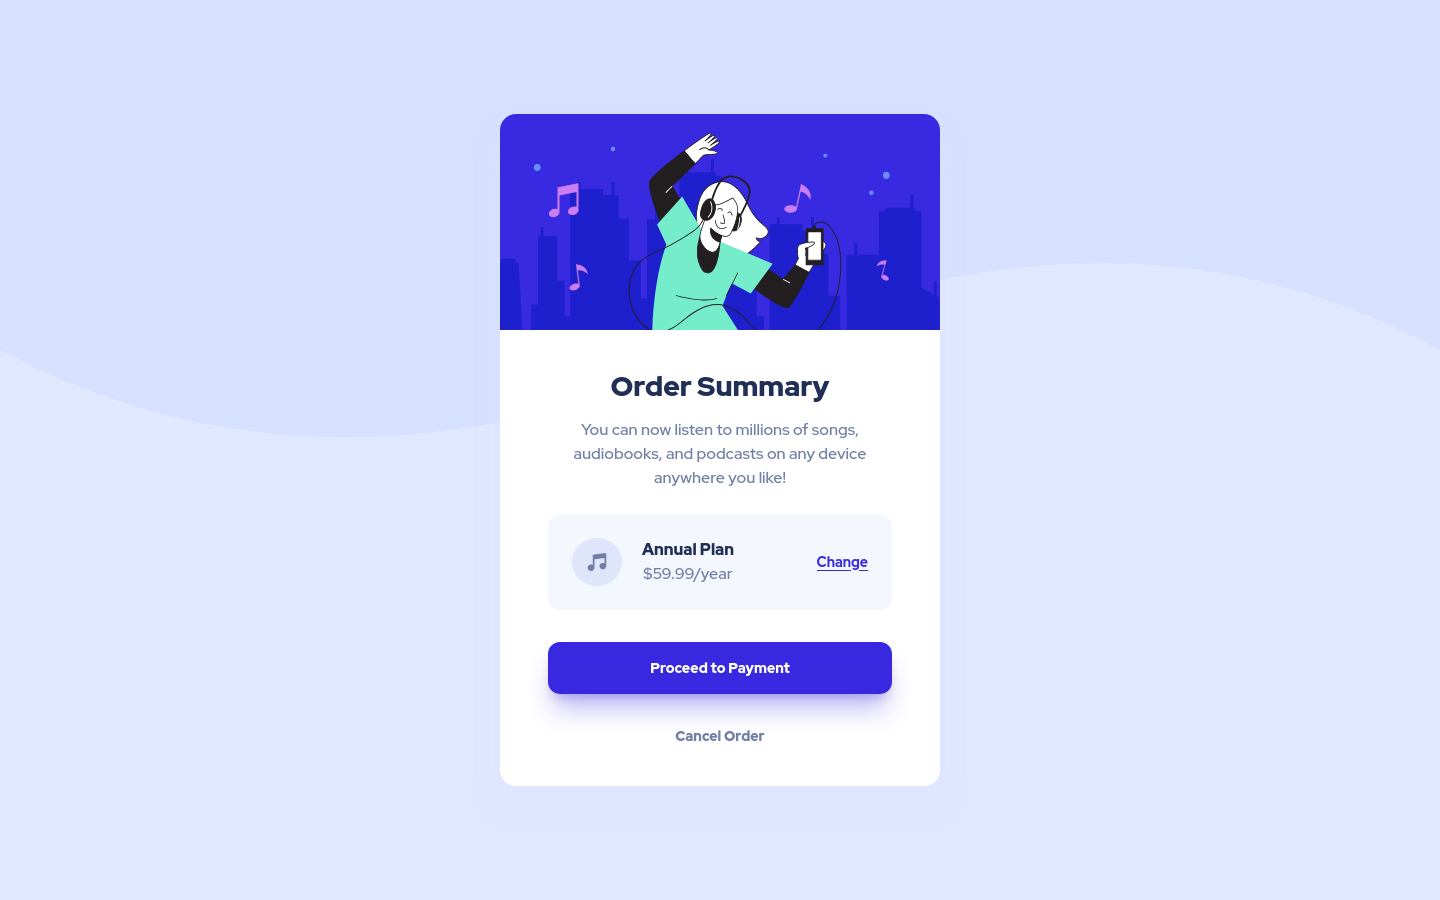 Order Summary
You can now listen to millions of songs,
audiobooks, and podcasts on any device
anywhere you like!
Annual Plan
$59.99/year
Change
Proceed to Payment
Cancel Order